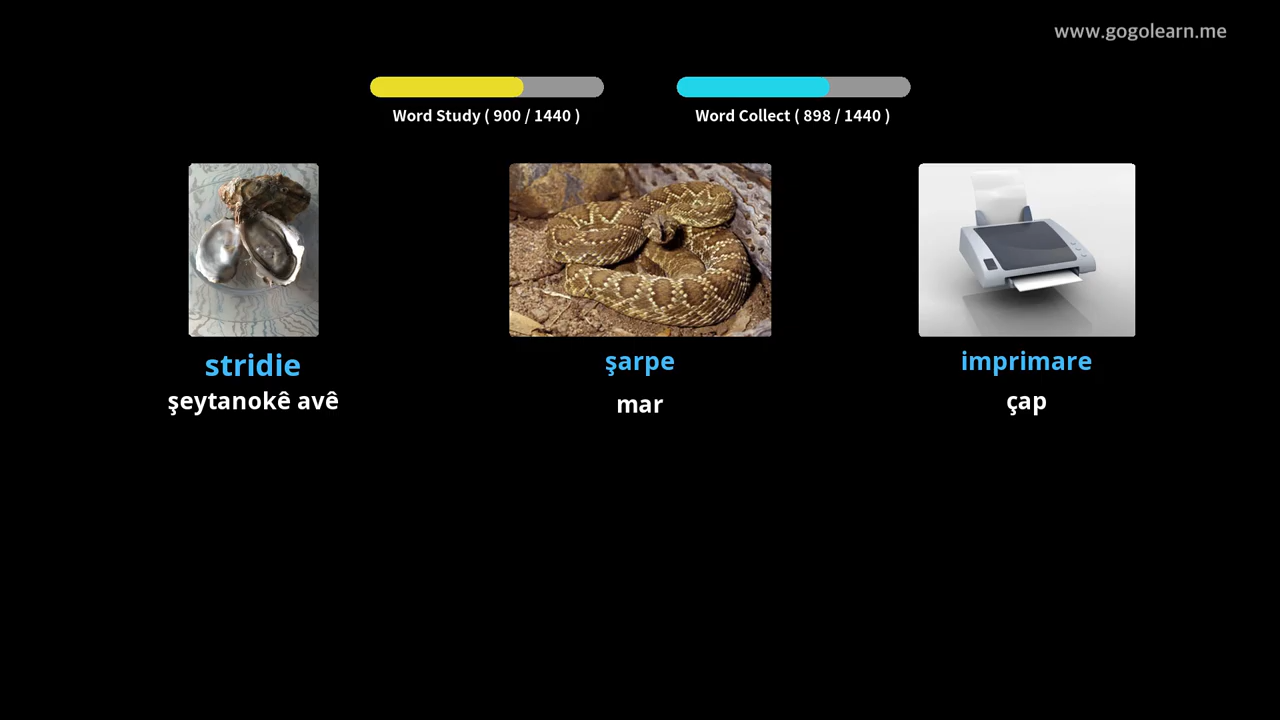 www.gogolearn.me
Word Study ( 900 / 1440 )
Word Collect ( 898 / 1440 )
stridie
şarpe
imprimare
şeytanokê avê
mar
çap